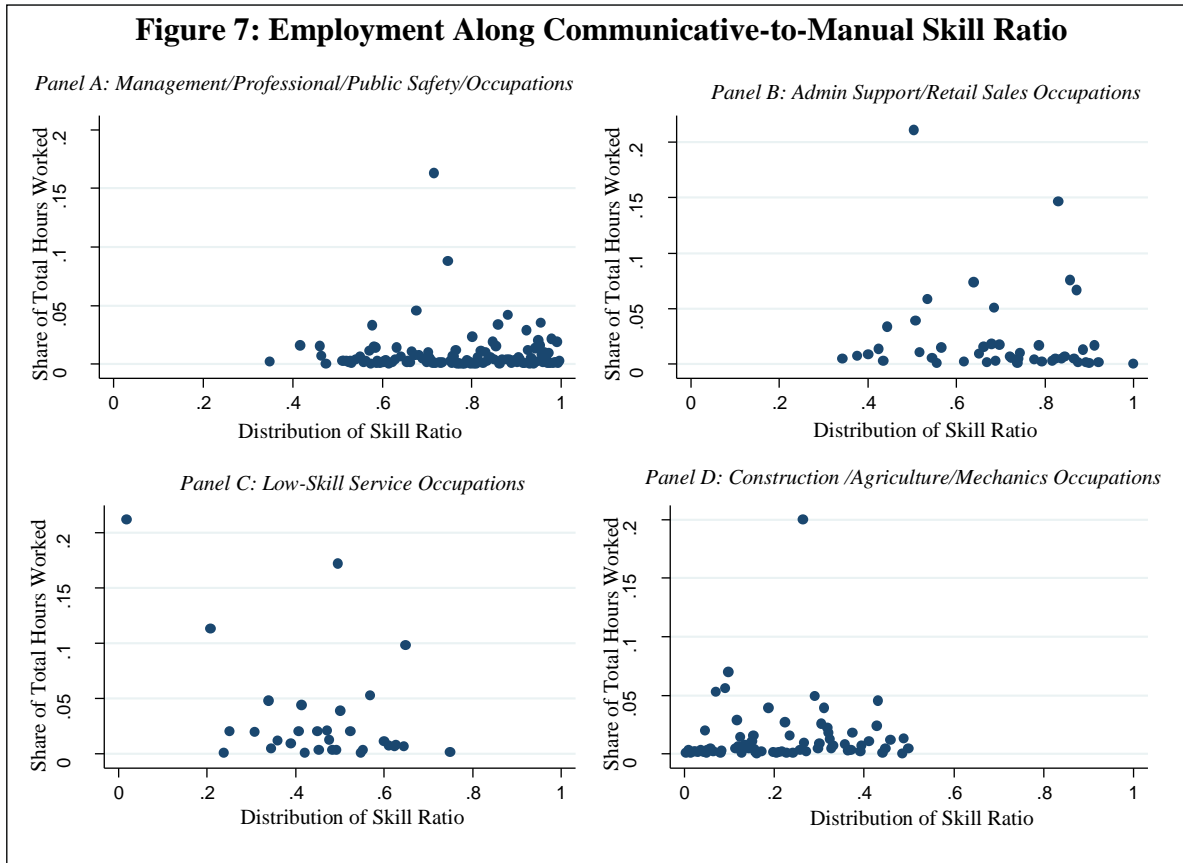 Figure 7: Employment Along Communicative-to-Manual Skill Ratio
Panel A: Management/Professional/Public Safety/Occupations
Share of Total Hours Worked
0 .05 .1 .15 .2
0 .2 .4 .6 .8 1
Distribution of Skill Ratio
Panel B: Admin Support/Retail Sales Occupations
Share of Total Hours Worked
0 .05 .1 .15 .2
0 .2 .4 .6 .8 1
Distribution of Skill Ratio
Panel C: Low-Skill Service Occupations
Share of Total Hours Worked
0 .05 .1 .15 .2
0 .2 .4 .6 .8 1
Distribution of Skill Ratio
Panel D: Construction /Agriculture/Mechanics Occupations
Share of Total Hours Worked
0 .05 .1 .15 .2
0 .2 .4 .6 .8 1
Distribution of Skill Ratio